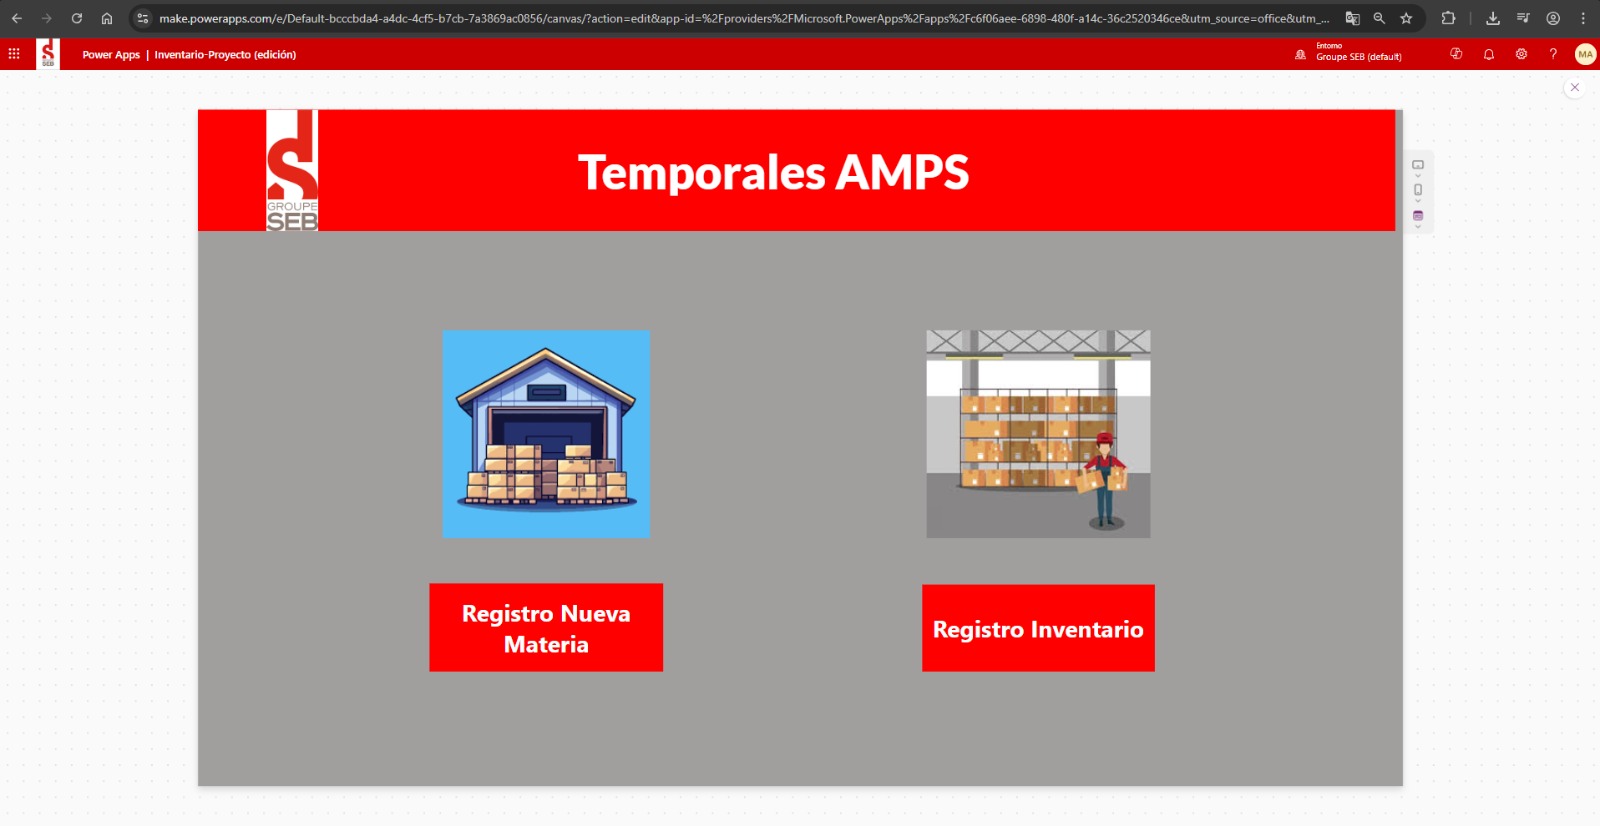 make.powerapps.com/e/Default-bcccbda4-a4dc-4cf5-b7cb-7a3869ac0856/canvas/?action=edit&app-id=%2Fproviders%2FMicrosoft.PowerApps%2Fapps%2Fc6f06aee-6898-480f-a14c-36c2520346ce&utm_source=office&utm_...
SEB
Power Apps | Inventario-Proyecto (edición)
Entorno
Groupe SEB (default)
MA
GROUPE
SEB
Temporales AMPS
Registro Nueva
Materia
Registro Inventario